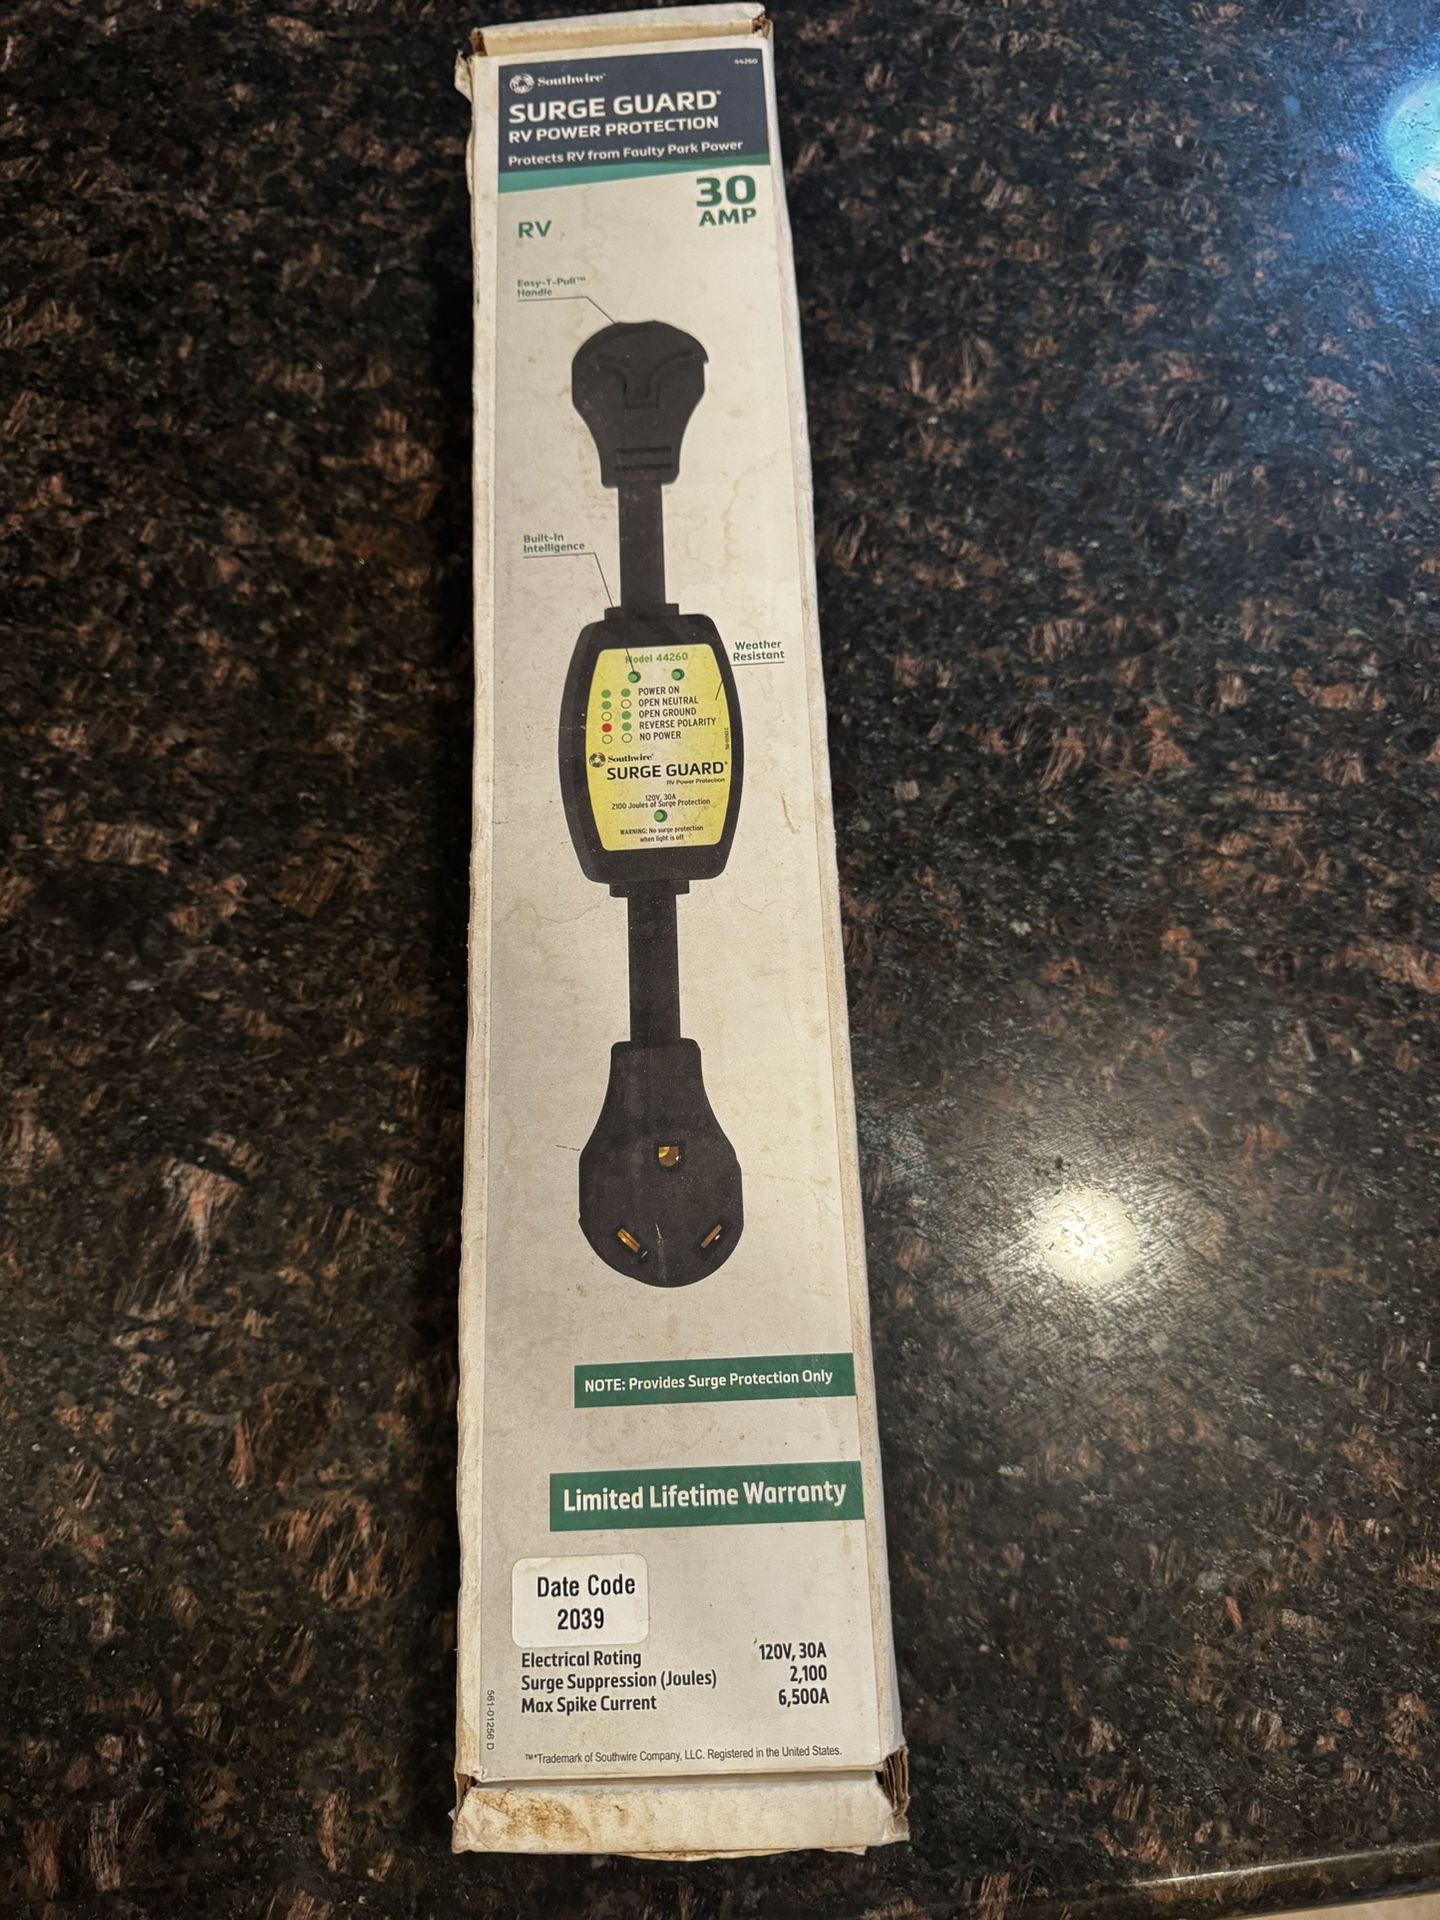 44260
Southwire™
SURGE GUARD®
RV POWER PROTECTION
Protects RV from Faulty Park Power
30
AMP
RV
Easy-T-Pull™
Handle
Built-In
Intelligence
Weather
Resistant
Model 44260
POWER ON
OPEN NEUTRAL
OPEN GROUND
REVERSE POLARITY
NO POWER
Southwire®
SURGE GUARD®
RV Power Protection
120V, 30A
2100 Joules of Surge Protection
WARNING: No surge protection
when light is off
NOTE: Provides Surge Protection Only
Limited Lifetime Warranty
Date Code
2039
Electrical Rating 120V, 30A
Surge Suppression (Joules) 2,100
Max Spike Current 6,500A
561-01256 D
™®Trademark of Southwire Company, LLC. Registered in the United States.